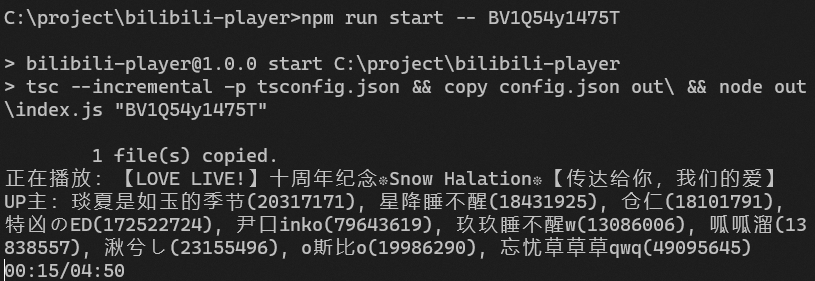 C:\project\bilibili-player>npm run start -- BV1Q54y1475T
> bilibili-player@1.0.0 start C:\project\bilibili-player
> tsc --incremental -p tsconfig.json && copy config.json out\ && node out
\index.js "BV1Q54y1475T"
1 file(s) copied.
正在播放: 【LOVE LIVE!】十周年纪念❄Snow Halation❄【传达给你, 我们的爱】
UP主: 琰夏是如玉的季节(20317171), 星降睡不醒(18431925), 仓仁(18101791),
特凶のED(172522724), 尹口inko(79643619), 玖玖睡不醒w(13086006), 呱呱溜(13
838557), 湫兮し(23155496), o斯比o(19986290), 忘忧草草草qwq(49095645)
00:15/04:50